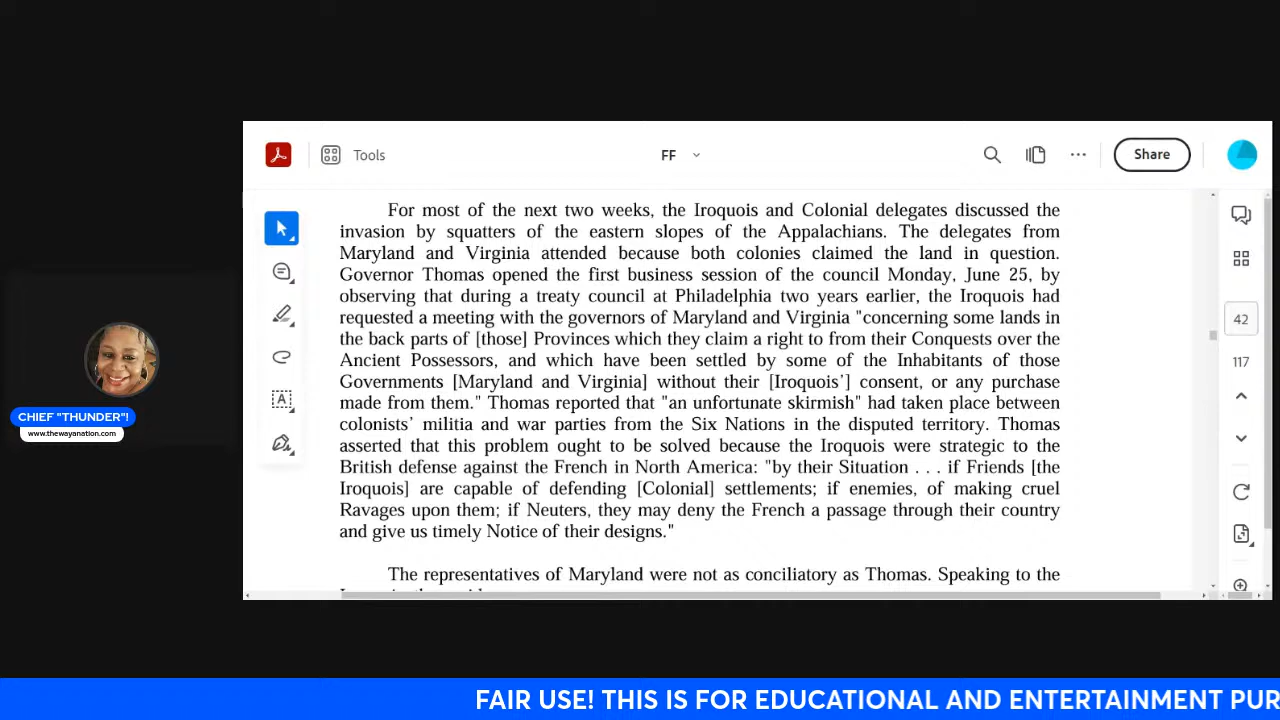 Tools
FF
Share
For most of the next two weeks, the Iroquois and Colonial delegates discussed the
invasion by squatters of the eastern slopes of the Appalachians. The delegates from
Maryland and Virginia attended because both colonies claimed the land in question.
Governor Thomas opened the first business session of the council Monday, June 25, by
observing that during a treaty council at Philadelphia two years earlier, the Iroquois had
requested a meeting with the governors of Maryland and Virginia "concerning some lands in
the back parts of [those] Provinces which they claim a right to from their Conquests over the
Ancient Possessors, and which have been settled by some of the Inhabitants of those
Governments [Maryland and Virginia] without their [Iroquois’] consent, or any purchase
made from them." Thomas reported that "an unfortunate skirmish" had taken place between
colonists’ militia and war parties from the Six Nations in the disputed territory. Thomas
asserted that this problem ought to be solved because the Iroquois were strategic to the
British defense against the French in North America: "by their Situation . . . if Friends [the
Iroquois] are capable of defending [Colonial] settlements; if enemies, of making cruel
Ravages upon them; if Neuters, they may deny the French a passage through their country
and give us timely Notice of their designs."
The representatives of Maryland were not as conciliatory as Thomas. Speaking to the
42
117
CHIEF "THUNDER"!
www.thewayanation.com
FAIR USE! THIS IS FOR EDUCATIONAL AND ENTERTAINMENT PUR